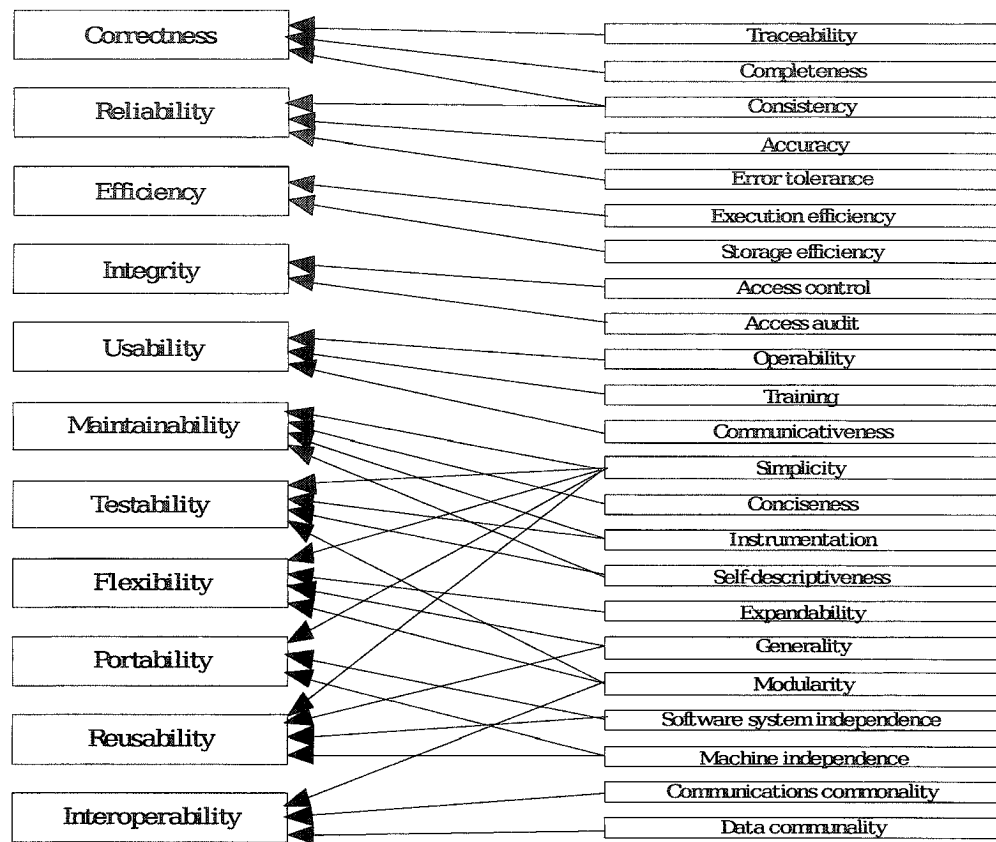 Correctness
Reliability
Efficiency
Integrity
Usability
Maintainability
Testability
Flexibility
Portability
Reusability
Interoperability
Traceability
Completeness
Consistency
Accuracy
Error tolerance
Execution efficiency
Storage efficiency
Access control
Access audit
Operability
Training
Communicativeness
Simplicity
Conciseness
Instrumentation
Self-descriptiveness
Expandability
Generality
Modularity
Software system independence
Machine independence
Communications commonality
Data communality